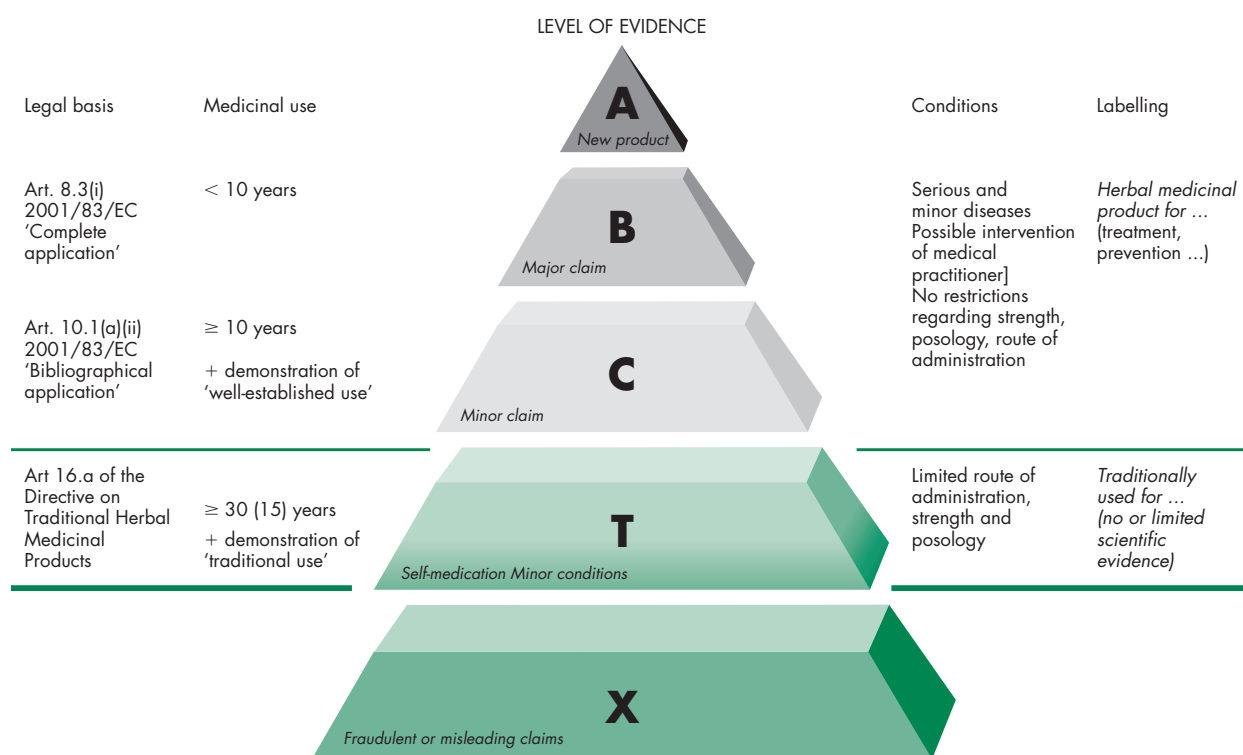 LEVEL OF EVIDENCE
Legal basis
Medicinal use
A
New product
Conditions
Labelling
Art. 8.3(i)
2001/83/EC
‘Complete
application’
< 10 years
B
Major claim
Serious and
minor diseases
Possible intervention
of medical
practitioner]
No restrictions
regarding strength,
posology, route of
administration
Herbal medicinal
product for ...
(treatment,
prevention ...)
Art. 10.1(a)(ii)
2001/83/EC
‘Bibliographical
application’
≥ 10 years
+ demonstration of
‘well-established use’
C
Minor claim
Art 16.a of the
Directive on
Traditional Herbal
Medicinal
Products
≥ 30 (15) years
+ demonstration of
‘traditional use’
T
Self-medication Minor conditions
Limited route of
administration,
strength and
posology
Traditionally
used for ...
(no or limited
scientific
evidence)
X
Fraudulent or misleading claims